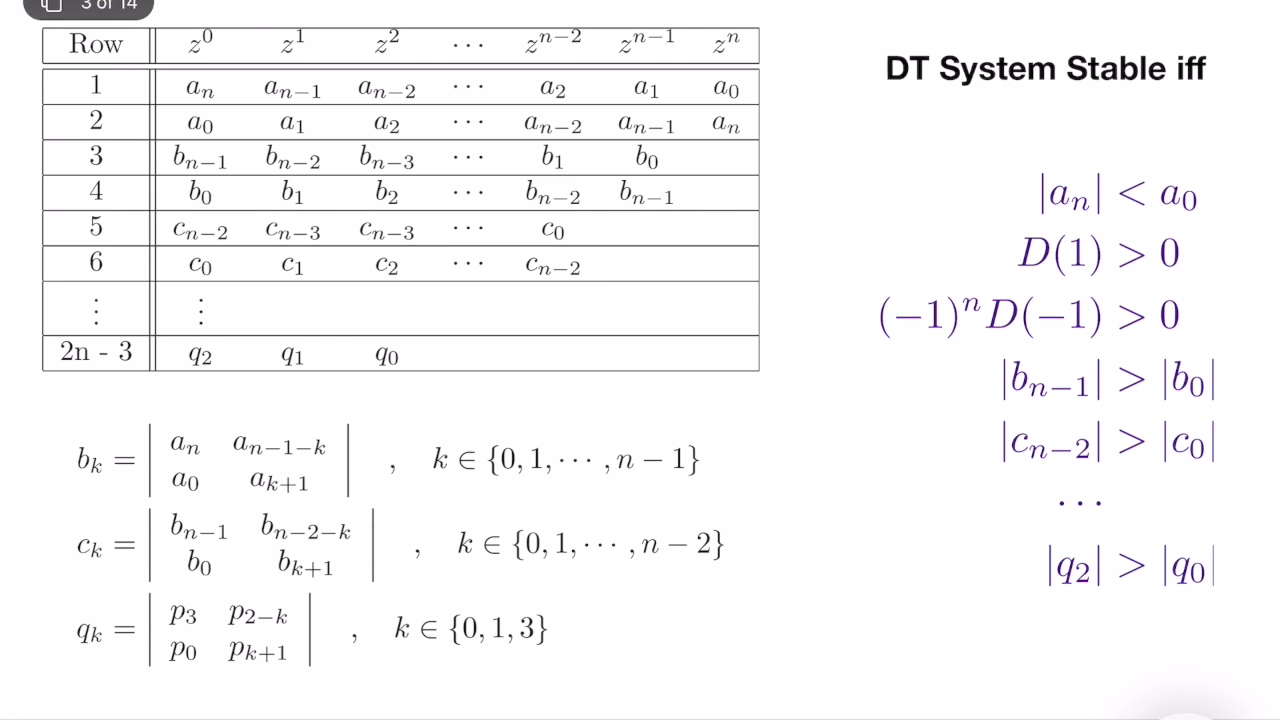 3 of 14
Row z^0 z^1 z^2 ⋯ z^{n−2} z^{n−1} z^n
1 a_n a_{n−1} a_{n−2} ⋯ a_2 a_1 a_0
2 a_0 a_1 a_2 ⋯ a_{n−2} a_{n−1} a_n
3 b_{n−1} b_{n−2} b_{n−3} ⋯ b_1 b_0
4 b_0 b_1 b_2 ⋯ b_{n−2} b_{n−1}
5 c_{n−2} c_{n−3} c_{n−3} ⋯ c_0
6 c_0 c_1 c_2 ⋯ c_{n−2}
⋮ ⋮
2n - 3 q_2 q_1 q_0
b_k = | a_n a_{n−1−k} |
| a_0 a_{k+1} | , k ∈ {0, 1, ⋯ , n − 1}
c_k = | b_{n−1} b_{n−2−k} |
| b_0 b_{k+1} | , k ∈ {0, 1, ⋯ , n − 2}
q_k = | p_3 p_{2−k} |
| p_0 p_{k+1} | , k ∈ {0, 1, 3}
DT System Stable iff
|a_n| < a_0
D(1) > 0
(−1)^n D(−1) > 0
|b_{n−1}| > |b_0|
|c_{n−2}| > |c_0|
⋯
|q_2| > |q_0|